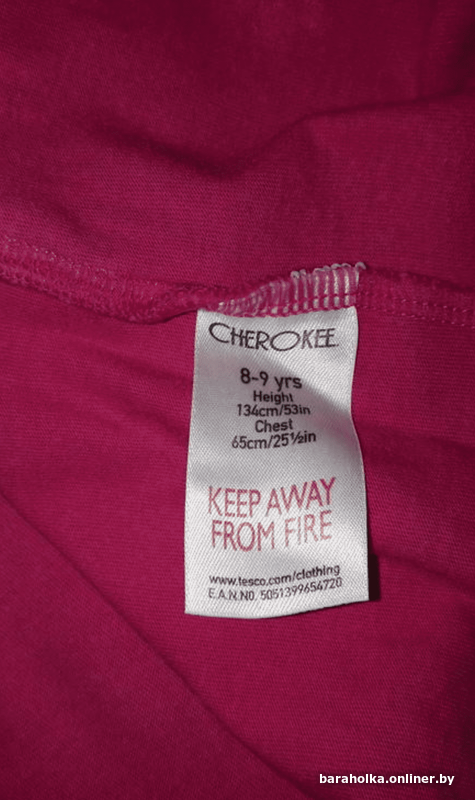 CHEROKEE
8-9 yrs
Height
134cm/53in
Chest
65cm/25½in
KEEP AWAY
FROM FIRE
www.tesco.com/clothing
E.A.N.NO. 5051399654720
baraholka.onliner.by